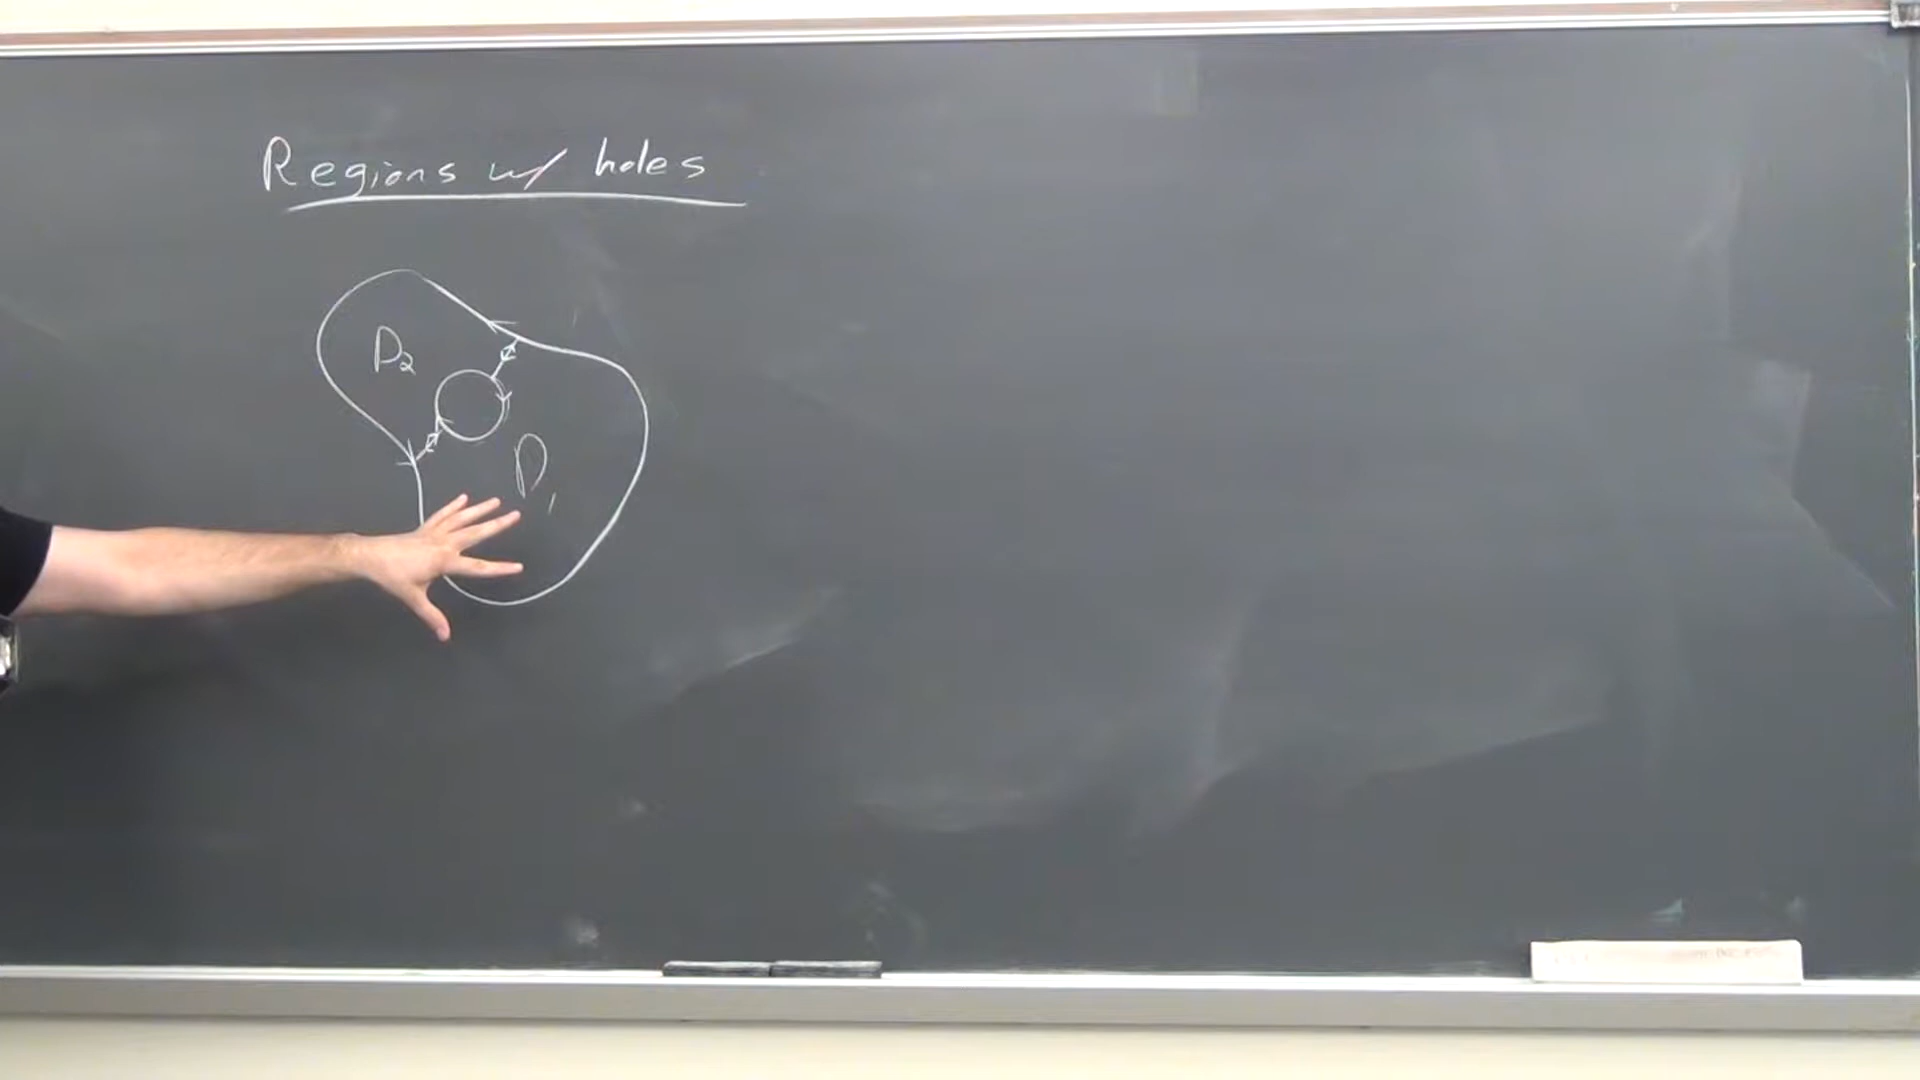 Regions w/ holes
D₂
D₁